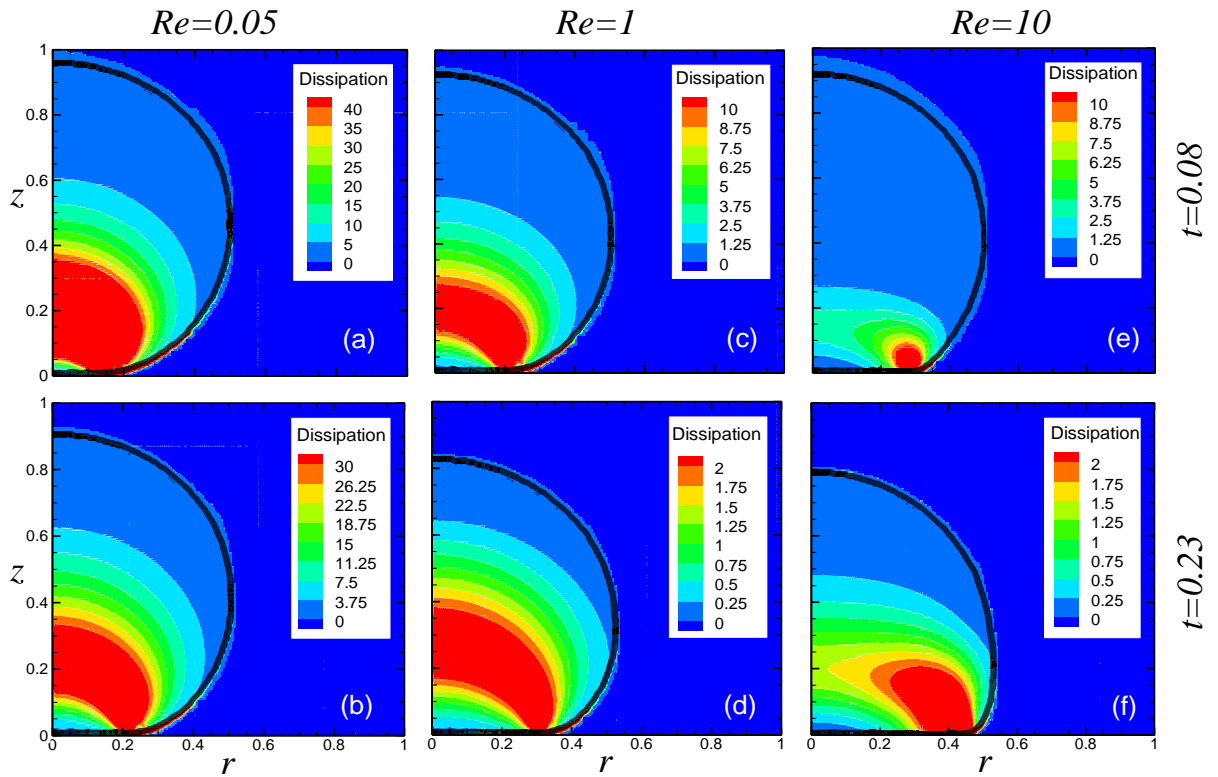 Re=0.05
Re=1
Re=10
1
0.8
0.6
z
0.4
0.2
0
Dissipation
40
35
30
25
20
15
10
5
0
(a)
Dissipation
10
8.75
7.5
6.25
5
3.75
2.5
1.25
0
(c)
Dissipation
10
8.75
7.5
6.25
5
3.75
2.5
1.25
0
(e)
t=0.08
1
0.8
0.6
z
0.4
0.2
0
Dissipation
30
26.25
22.5
18.75
15
11.25
7.5
3.75
0
(b)
0 0.2 0.4 0.6 0.8 1
r
Dissipation
2
1.75
1.5
1.25
1
0.75
0.5
0.25
0
(d)
0 0.2 0.4 0.6 0.8 1
r
Dissipation
2
1.75
1.5
1.25
1
0.75
0.5
0.25
0
(f)
0 0.2 0.4 0.6 0.8 1
r
t=0.23